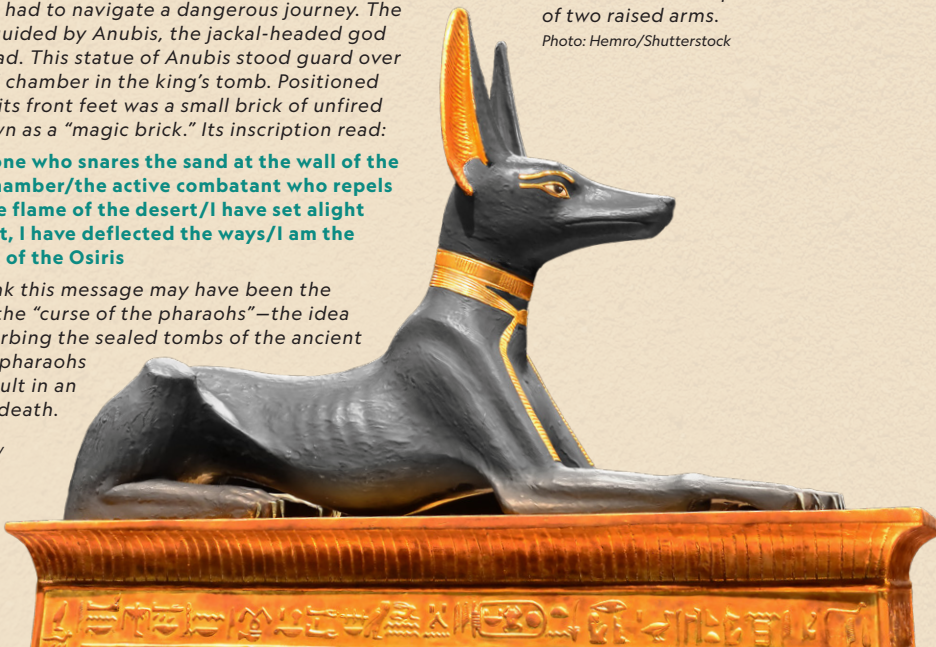 had to navigate a dangerous journey. The
uided by Anubis, the jackal-headed god
ad. This statue of Anubis stood guard over
chamber in the king's tomb. Positioned
its front feet was a small brick of unfired
wn as a “magic brick.” Its inscription read:
one who snares the sand at the wall of the
hamber/the active combatant who repels
e flame of the desert/I have set alight
t, I have deflected the ways/I am the
of the Osiris
nk this message may have been the
the “curse of the pharaohs”—the idea
rbing the sealed tombs of the ancient
pharaohs
ult in an
death.
of two raised arms.
Photo: Hemro/Shutterstock